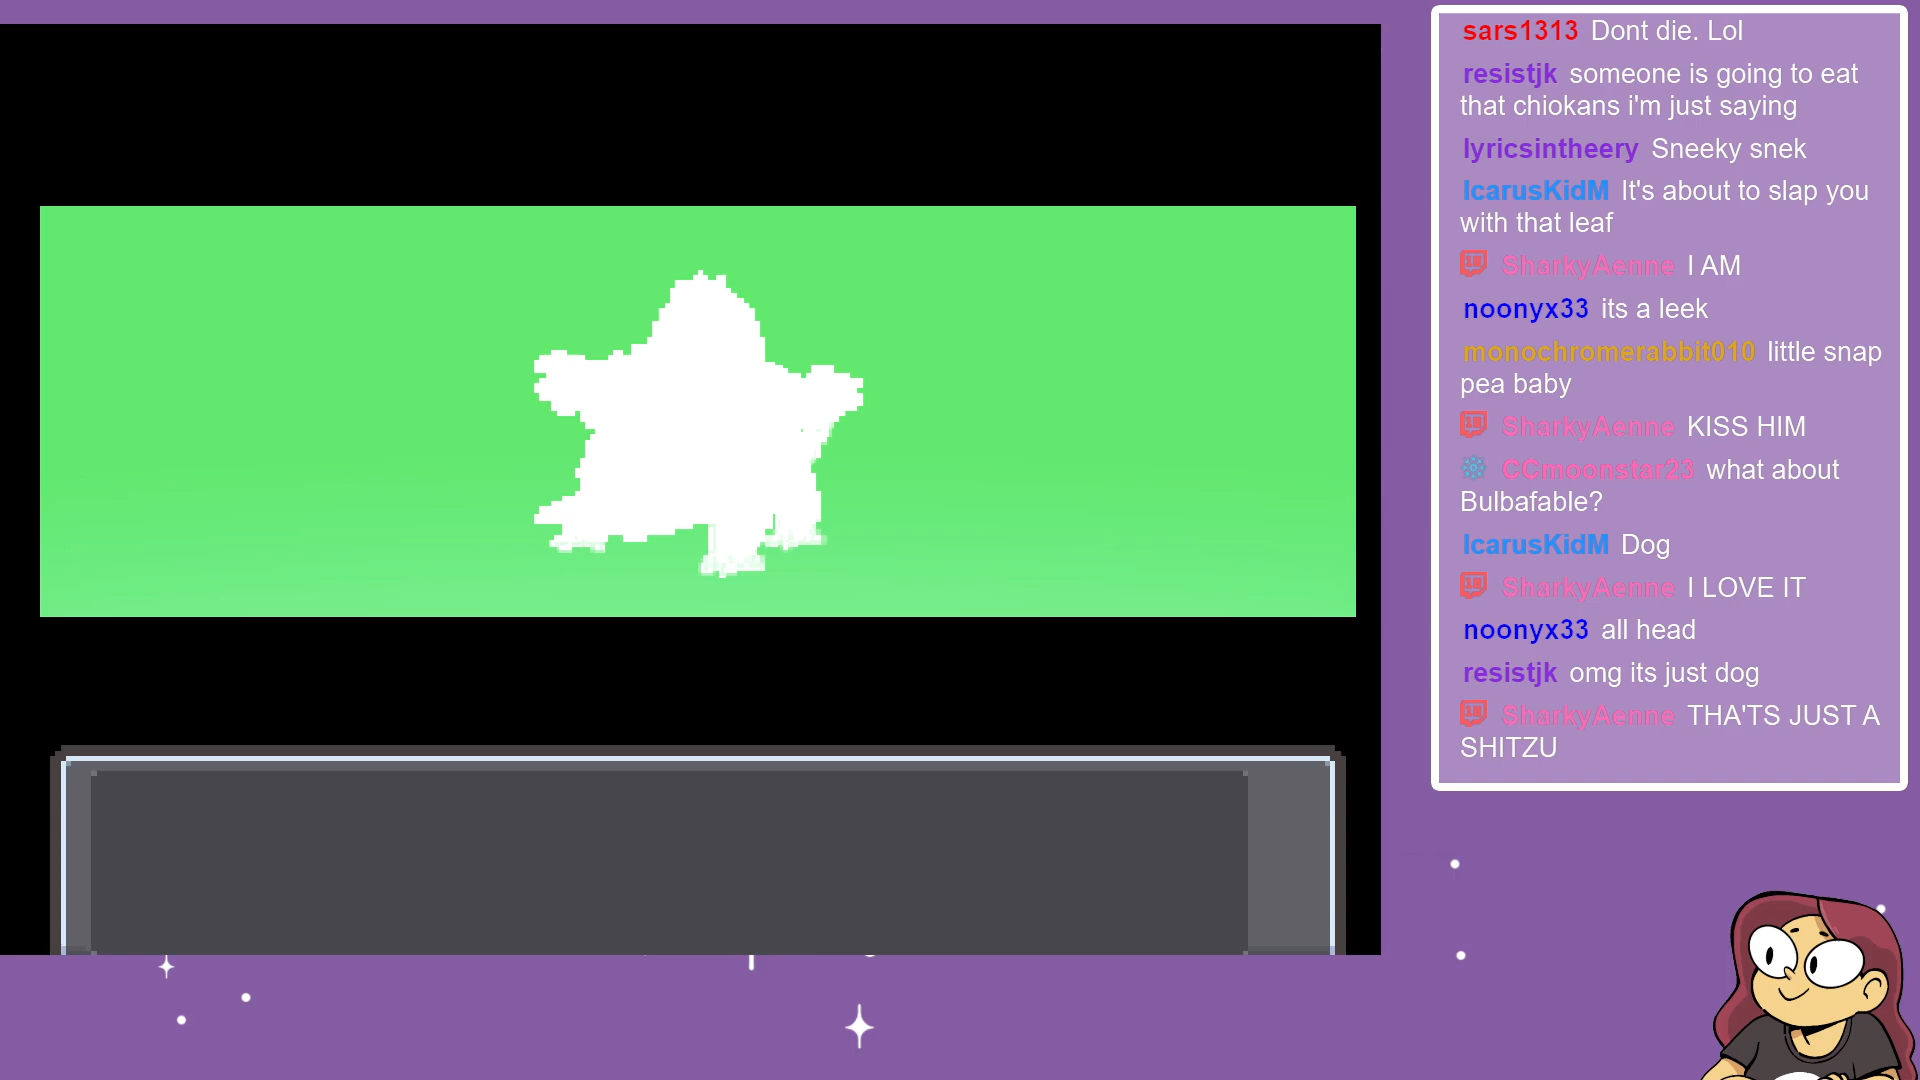 sars1313 Dont die. Lol
resistjk someone is going to eat
that chiokans i'm just saying
lyricsintheery Sneeky snek
IcarusKidM It's about to slap you
with that leaf
SharkyAenne I AM
noonyx33 its a leek
monochromerabbit010 little snap
pea baby
SharkyAenne KISS HIM
CCmoonstar23 what about
Bulbafable?
IcarusKidM Dog
SharkyAenne I LOVE IT
noonyx33 all head
resistjk omg its just dog
SharkyAenne THA'TS JUST A
SHITZU